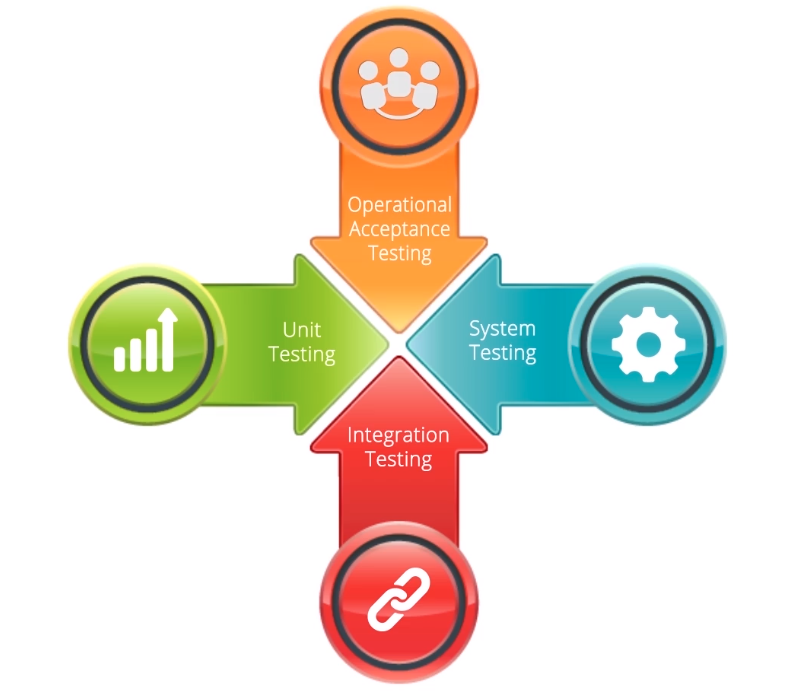 Operational
Acceptance
Testing
Unit
Testing
System
Testing
Integration
Testing